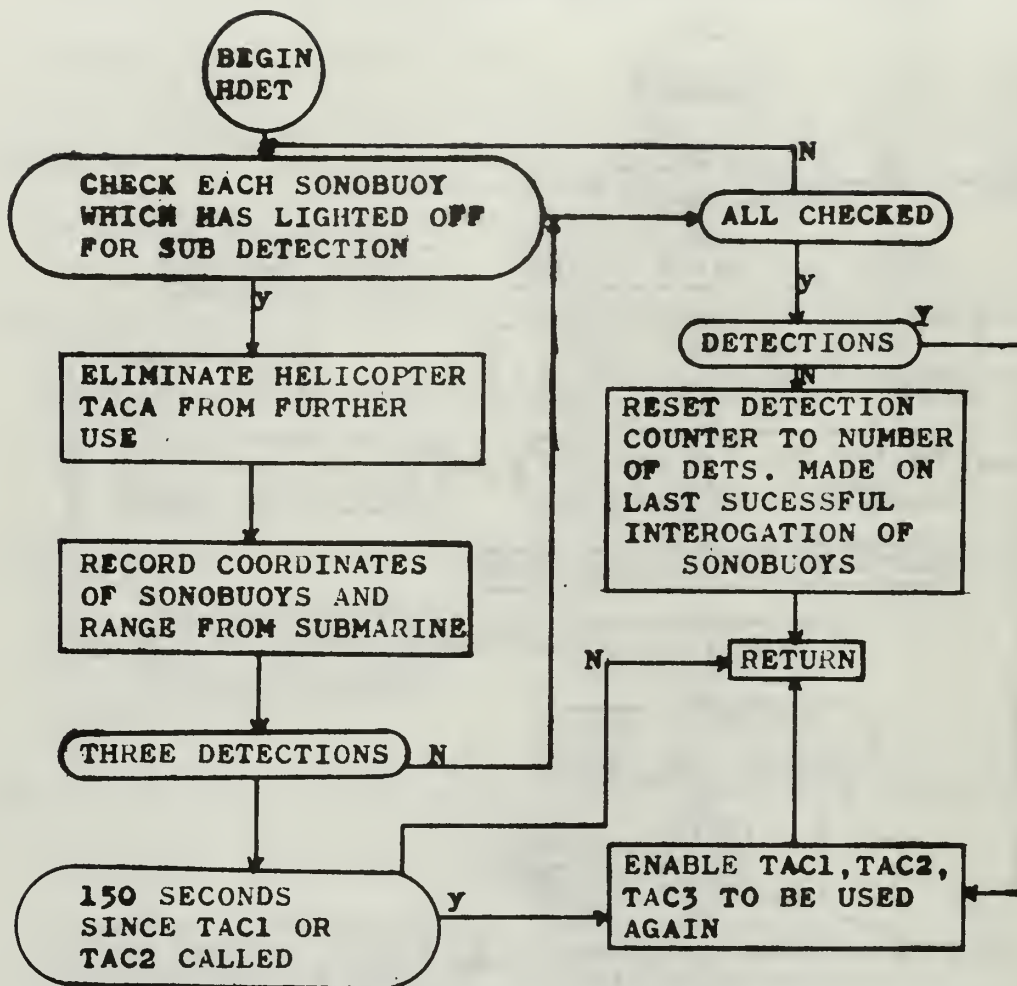 BEGIN
HDET
N
CHECK EACH SONOBUOY
WHICH HAS LIGHTED OFF
FOR SUB DETECTION
ALL CHECKED
y
y
DETECTIONS
Y
N
ELIMINATE HELICOPTER
TACA FROM FURTHER
USE
RESET DETECTION
COUNTER TO NUMBER
OF DETS. MADE ON
LAST SUCESSFUL
INTEROGATION OF
SONOBUOYS
RECORD COORDINATES
OF SONOBUOYS AND
RANGE FROM SUBMARINE
N
RETURN
THREE DETECTIONS
N
150 SECONDS
SINCE TAC1 OR
TAC2 CALLED
y
ENABLE TAC1,TAC2,
TAC3 TO BE USED
AGAIN